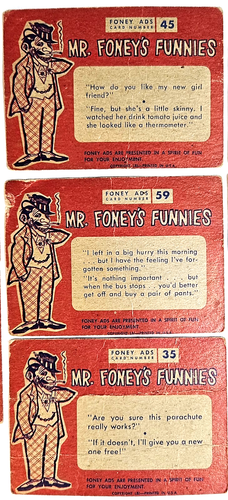 FONEY ADS
CARD NUMBER 45
MR. FONEY'S FUNNIES
"How do you like my new girl
friend?"
"Fine, but she's a little skinny. I
watched her drink tomato juice and
she looked like a thermometer."
FONEY ADS ARE PRESENTED IN A SPIRIT OF FUN
FOR YOUR ENJOYMENT.
PRINTED IN U.S.A.
FONEY ADS
CARD NUMBER 59
MR. FONEY'S FUNNIES
"I left in a big hurry this morning
. . . but I have the feeling I've for-
gotten something."
"It's nothing important . . . but
when the bus stops . . . you'd better
get off and buy a pair of pants."
FONEY ADS ARE PRESENTED IN A SPIRIT OF FUN
FOR YOUR ENJOYMENT.
FONEY ADS
CARD NUMBER 35
MR. FONEY'S FUNNIES
"Are you sure this parachute
really works?"
"If it doesn't, I'll give you a new
one free!"
FONEY ADS ARE PRESENTED IN A SPIRIT OF FUN
FOR YOUR ENJOYMENT.
PRINTED IN U.S.A.